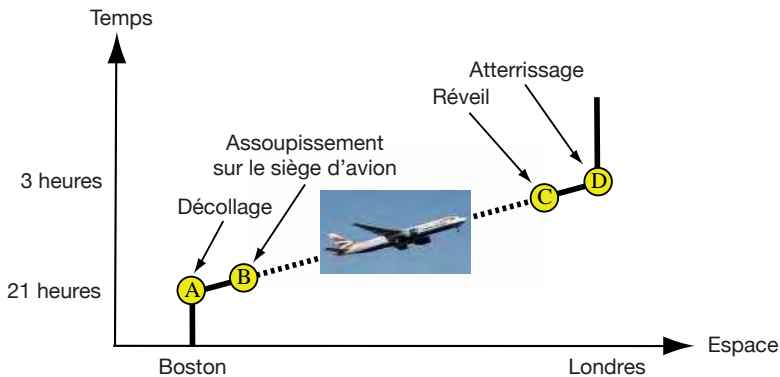 Temps
Atterrissage
Réveil
Assoupissement
sur le siège d'avion
3 heures
Décollage
D
C
B
A
21 heures
Boston
Londres
Espace